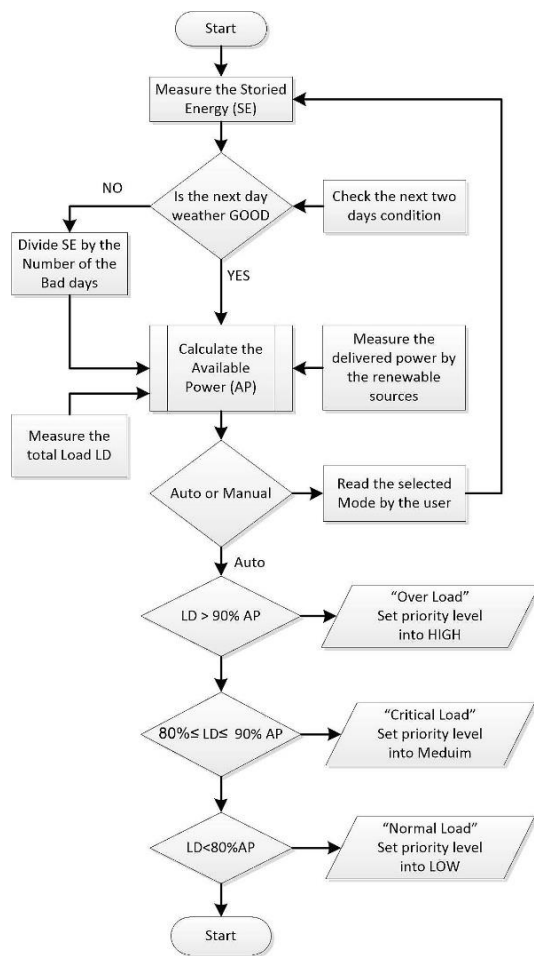 Start
Measure the Storied
Energy (SE)
NO
Is the next day
weather GOOD
Check the next two
days condition
Divide SE by the
Number of the
Bad days
YES
Calculate the
Available
Power (AP)
Measure the
delivered power by
the renewable
sources
Measure the
total Load LD
Auto or Manual
Read the selected
Mode by the user
Auto
LD > 90% AP
“Over Load”
Set priority level
into HIGH
80%≤ LD≤ 90% AP
“Critical Load”
Set priority level
into Meduim
LD<80%AP
“Normal Load”
Set priority level
into LOW
Start